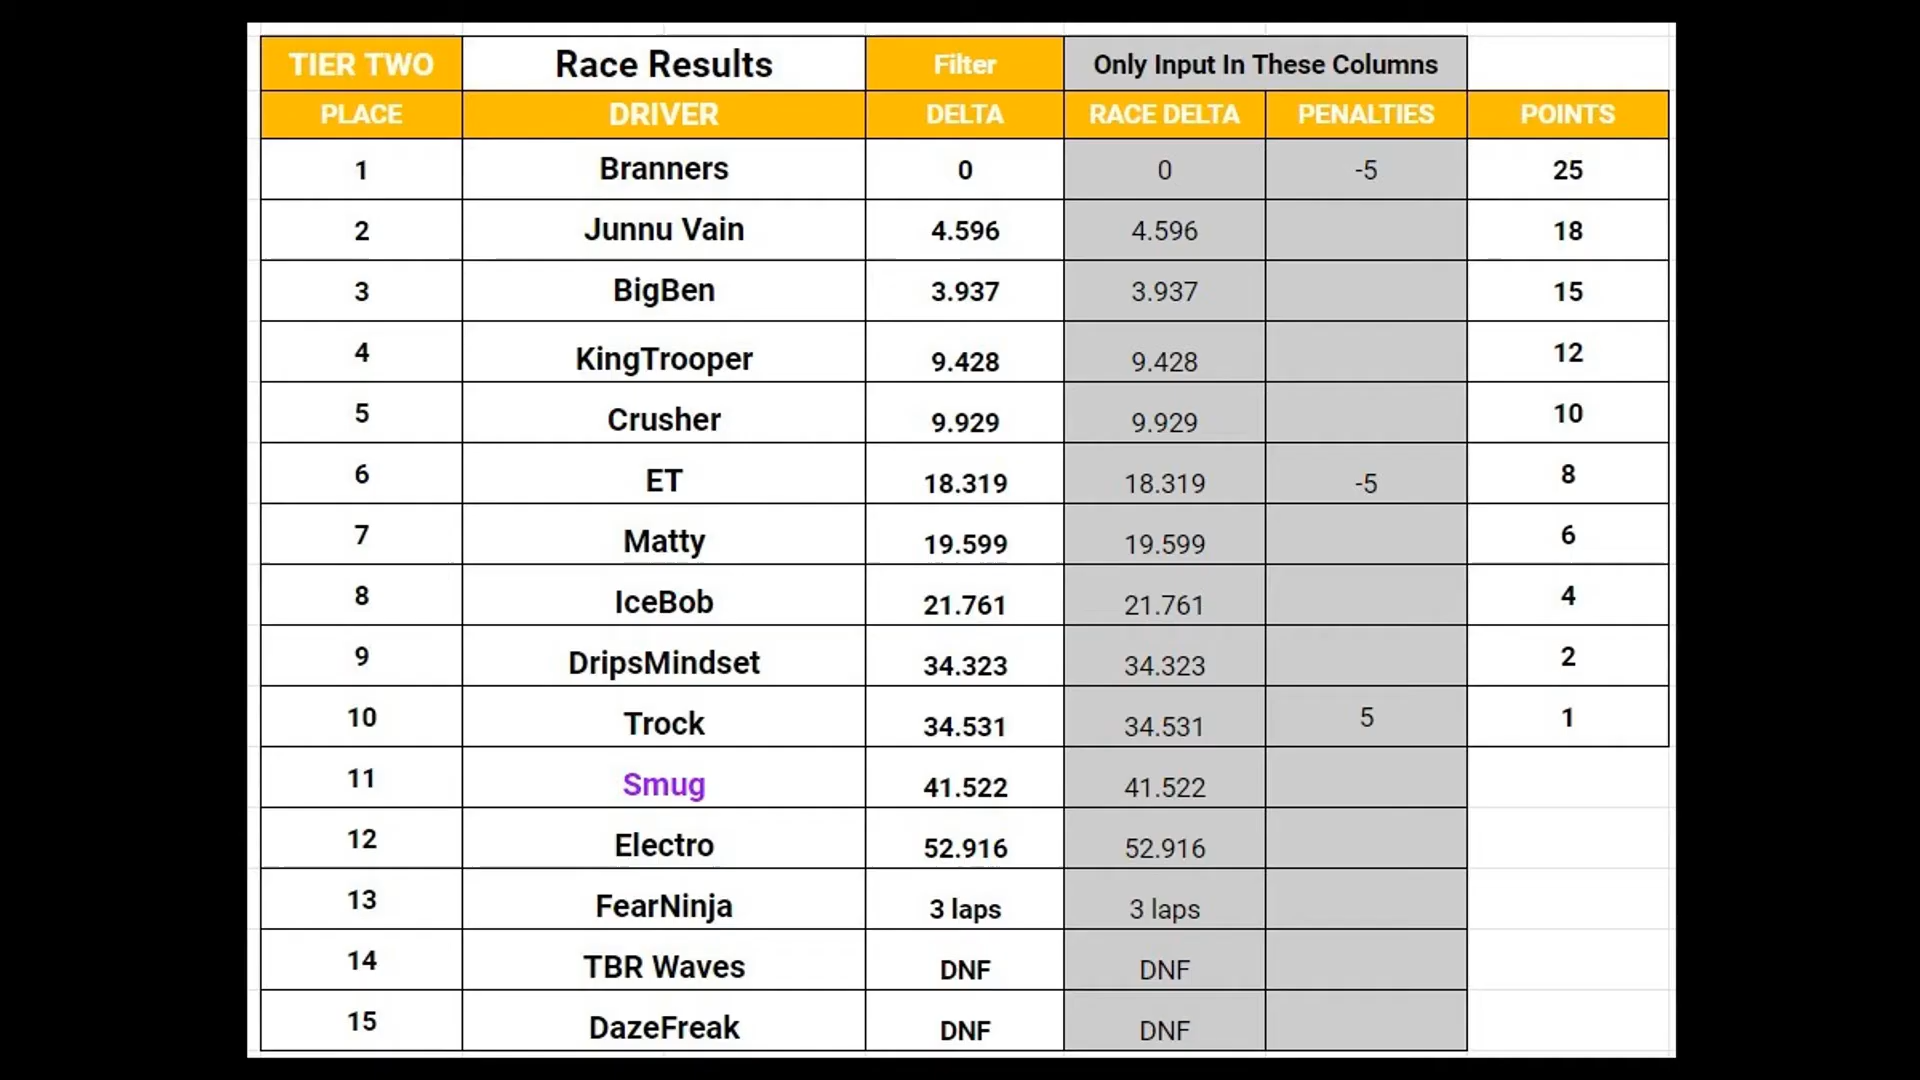 TIER TWO Race Results Filter Only Input In These Columns
PLACE DRIVER DELTA RACE DELTA PENALTIES POINTS
1 Branners 0 0 -5 25
2 Junnu Vain 4.596 4.596 18
3 BigBen 3.937 3.937 15
4 KingTrooper 9.428 9.428 12
5 Crusher 9.929 9.929 10
6 ET 18.319 18.319 -5 8
7 Matty 19.599 19.599 6
8 IceBob 21.761 21.761 4
9 DripsMindset 34.323 34.323 2
10 Trock 34.531 34.531 5 1
11 Smug 41.522 41.522
12 Electro 52.916 52.916
13 FearNinja 3 laps 3 laps
14 TBR Waves DNF DNF
15 DazeFreak DNF DNF